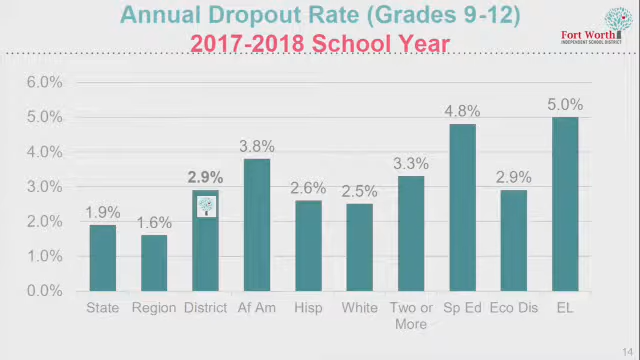 Annual Dropout Rate (Grades 9-12)
2017-2018 School Year
Fort Worth
INDEPENDENT SCHOOL DISTRICT
6.0%
5.0%
4.0%
3.0%
2.0%
1.0%
0.0%
1.9%
1.6%
2.9%
3.8%
2.6%
2.5%
3.3%
4.8%
2.9%
5.0%
State
Region
District
Af Am
Hisp
White
Two or
More
Sp Ed
Eco Dis
EL
14